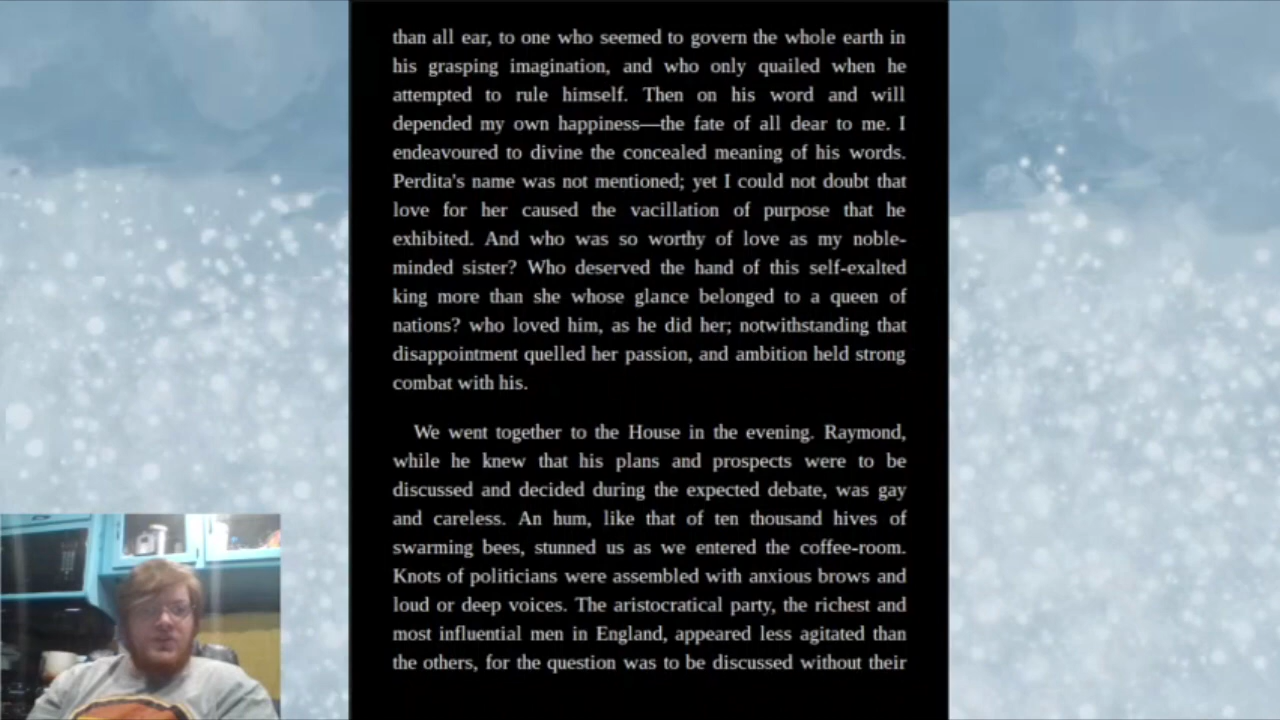 than all ear, to one who seemed to govern the whole earth in
his grasping imagination, and who only quailed when he
attempted to rule himself. Then on his word and will
depended my own happiness—the fate of all dear to me. I
endeavoured to divine the concealed meaning of his words.
Perdita's name was not mentioned; yet I could not doubt that
love for her caused the vacillation of purpose that he
exhibited. And who was so worthy of love as my noble-
minded sister? Who deserved the hand of this self-exalted
king more than she whose glance belonged to a queen of
nations? who loved him, as he did her; notwithstanding that
disappointment quelled her passion, and ambition held strong
combat with his.
We went together to the House in the evening. Raymond,
while he knew that his plans and prospects were to be
discussed and decided during the expected debate, was gay
and careless. An hum, like that of ten thousand hives of
swarming bees, stunned us as we entered the coffee-room.
Knots of politicians were assembled with anxious brows and
loud or deep voices. The aristocratical party, the richest and
most influential men in England, appeared less agitated than
the others, for the question was to be discussed without their